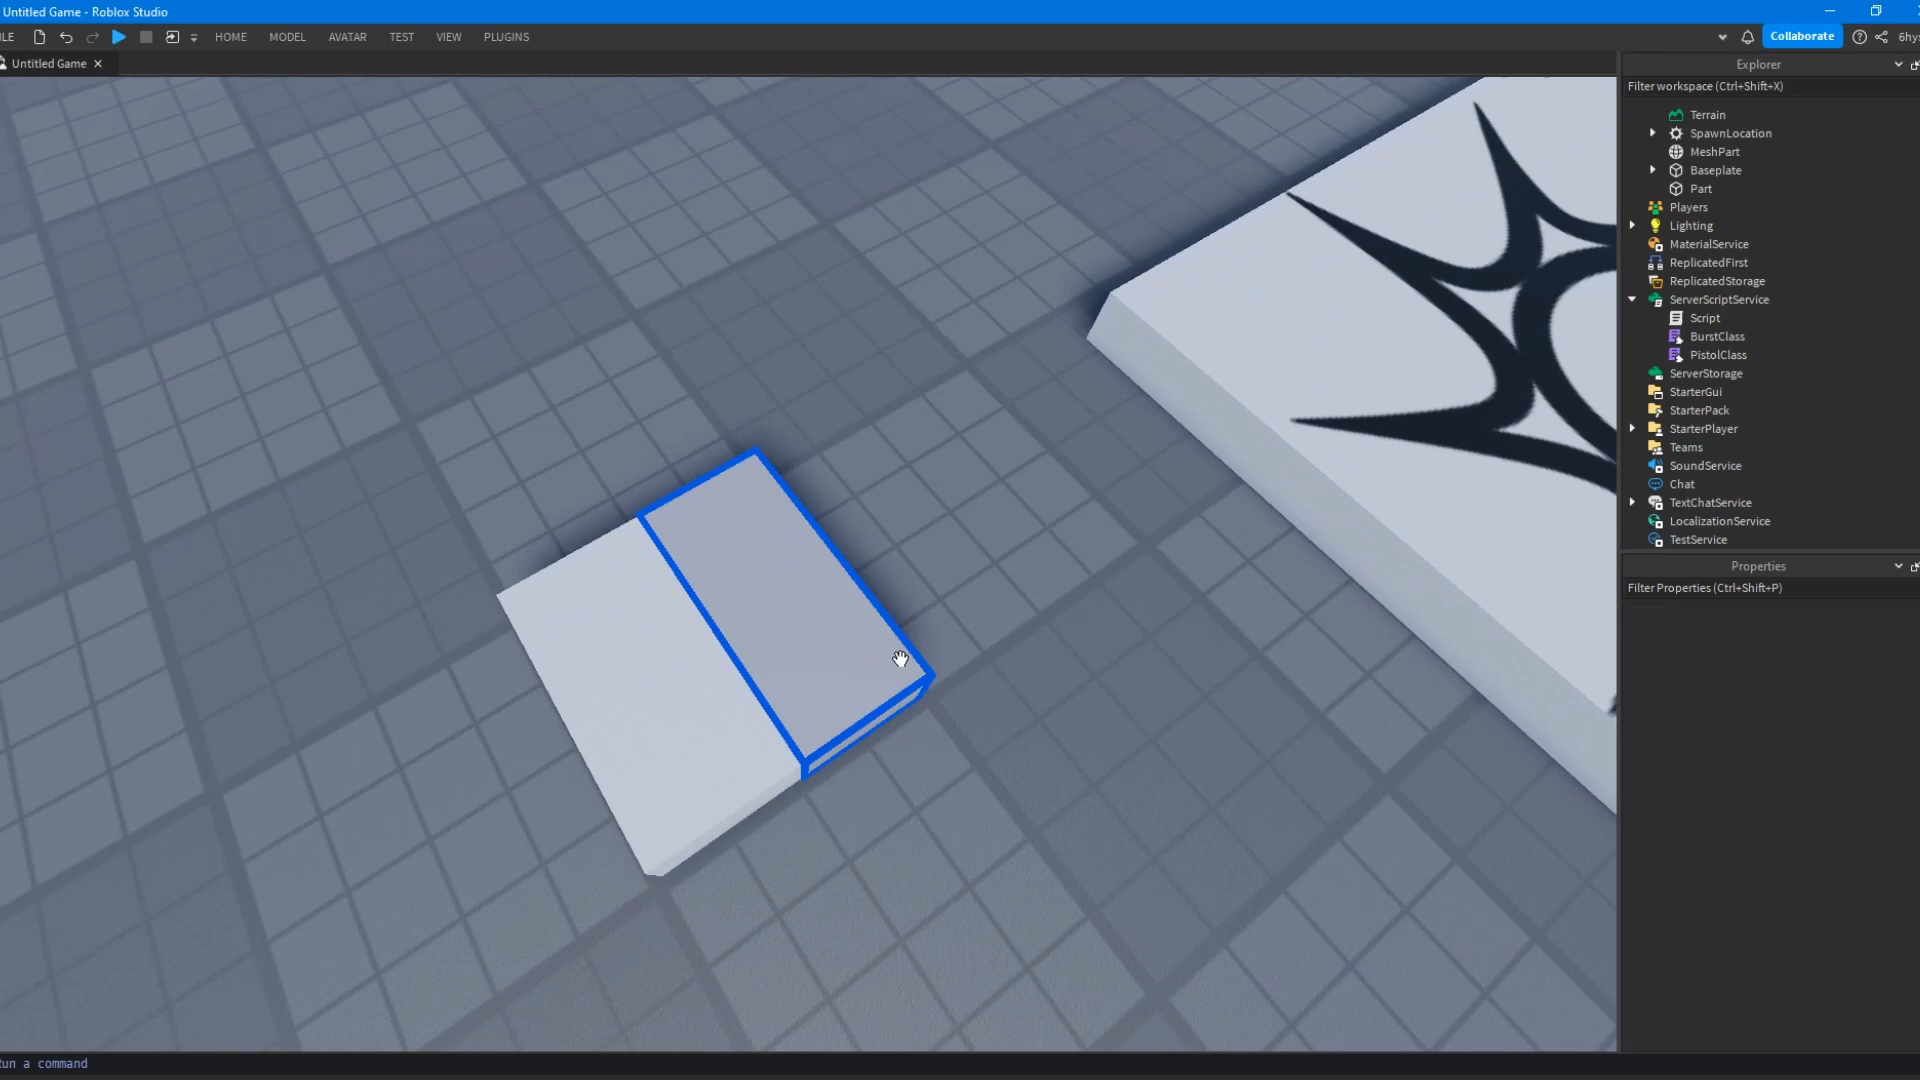 Untitled Game - Roblox Studio
ILE HOME MODEL AVATAR TEST VIEW PLUGINS Collaborate 6hys
Untitled Game
Explorer
Filter workspace (Ctrl+Shift+X)
Terrain
SpawnLocation
MeshPart
Baseplate
Part
Players
Lighting
MaterialService
ReplicatedFirst
ReplicatedStorage
ServerScriptService
Script
BurstClass
PistolClass
ServerStorage
StarterGui
StarterPack
StarterPlayer
Teams
SoundService
Chat
TextChatService
LocalizationService
TestService
Properties
Filter Properties (Ctrl+Shift+P)
Run a command